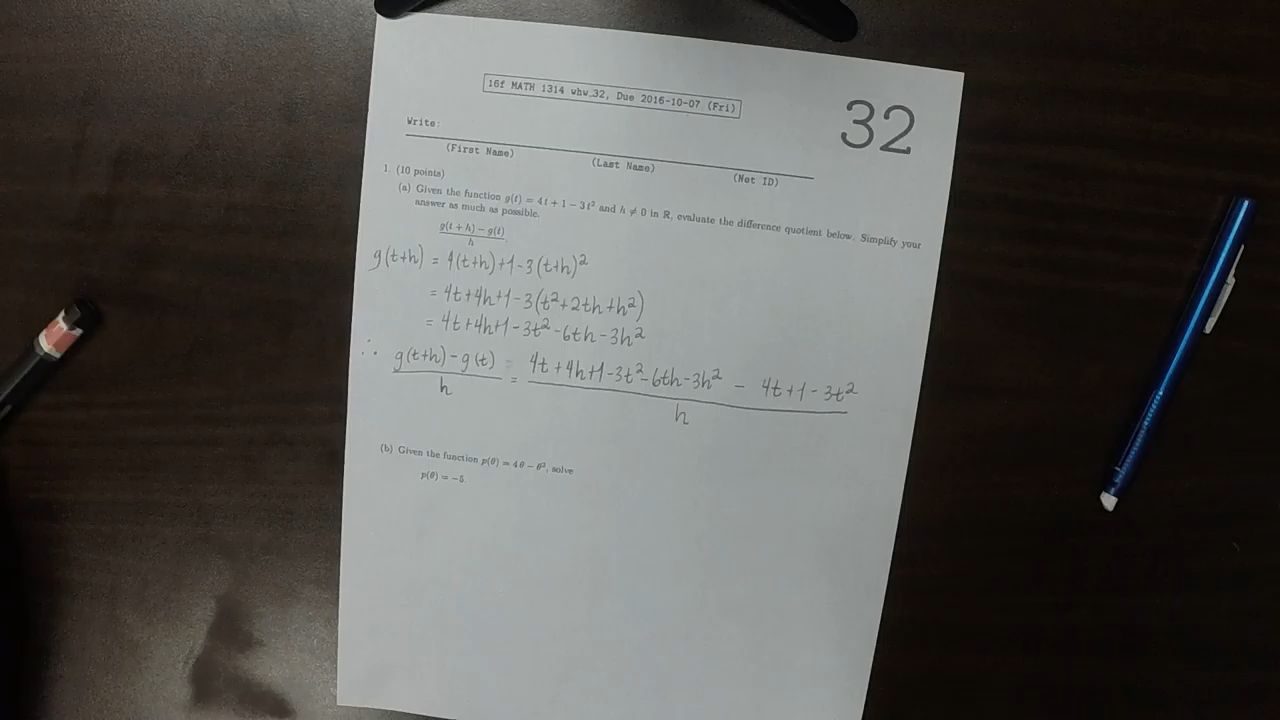 16f MATH 1314 whw_32, Due 2016-10-07 (Fri)
32
Write:
(First Name) (Last Name) (Not ID)
1. (10 points)
(a) Given the function g(t) = 4t + 1 − 3t² and h ≠ 0 in R, evaluate the difference quotient below. Simplify your
answer as much as possible.
g(t + h) − g(t)
h
g(t+h) = 4(t+h)+1-3(t+h)²
= 4t+4h+1-3(t²+2th+h²)
= 4t+4h+1-3t²-6th-3h²
∴ g(t+h)-g(t) = 4t+4h+1-3t²-6th-3h² - 4t+1-3t²
h h
(b) Given the function p(θ) = 4θ − θ², solve
p(θ) = −5